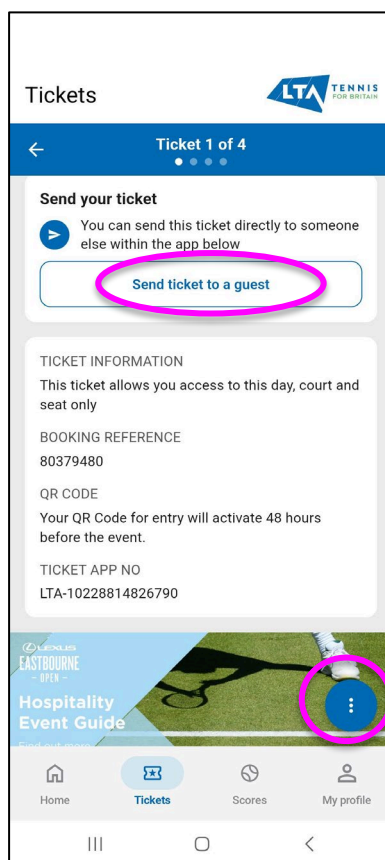 Tickets
LTA TENNIS
FOR BRITAIN
Ticket 1 of 4
Send your ticket
You can send this ticket directly to someone
else within the app below
Send ticket to a guest
TICKET INFORMATION
This ticket allows you access to this day, court and
seat only
BOOKING REFERENCE
80379480
QR CODE
Your QR Code for entry will activate 48 hours
before the event.
TICKET APP NO
LTA-10228814826790
LEXUS
EASTBOURNE
- OPEN -
Hospitality
Event Guide
Find out more
Home
Tickets
Scores
My profile